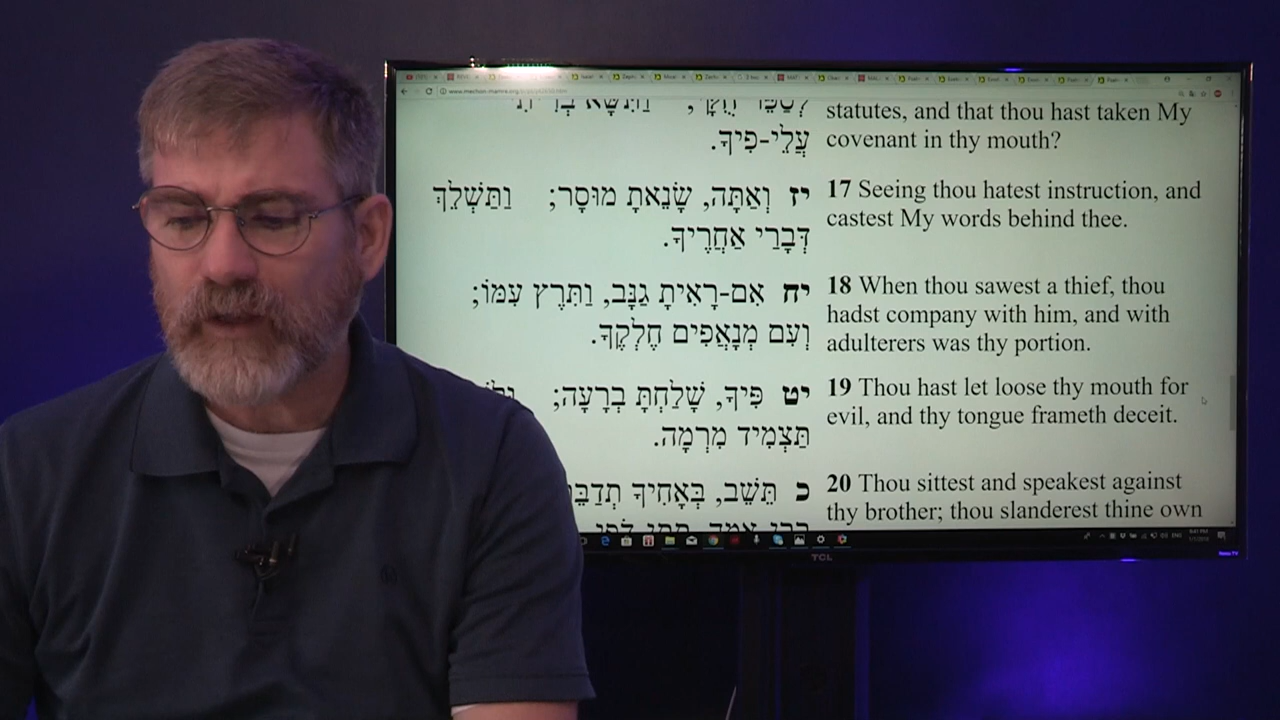 www.mechon-mamre.org
עֲלֵי-פִיךָ.
statutes, and that thou hast taken My
covenant in thy mouth?
יז וְאַתָּה, שָׂנֵאתָ מוּסָר; וַתַּשְׁלֵךְ
דְּבָרַי אַחֲרֶיךָ.
17 Seeing thou hatest instruction, and
castest My words behind thee.
יח אִם-רָאִיתָ גַנָּב, וַתִּרֶץ עִמּוֹ;
וְעִם מְנָאֲפִים חֶלְקֶךָ.
18 When thou sawest a thief, thou
hadst company with him, and with
adulterers was thy portion.
יט פִּיךָ, שָׁלַחְתָּ בְרָעָה;
תַּצְמִיד מִרְמָה.
19 Thou hast let loose thy mouth for
evil, and thy tongue frameth deceit.
כ תֵּשֵׁב, בְּאָחִיךָ
20 Thou sittest and speakest against
thy brother; thou slanderest thine own
TCL